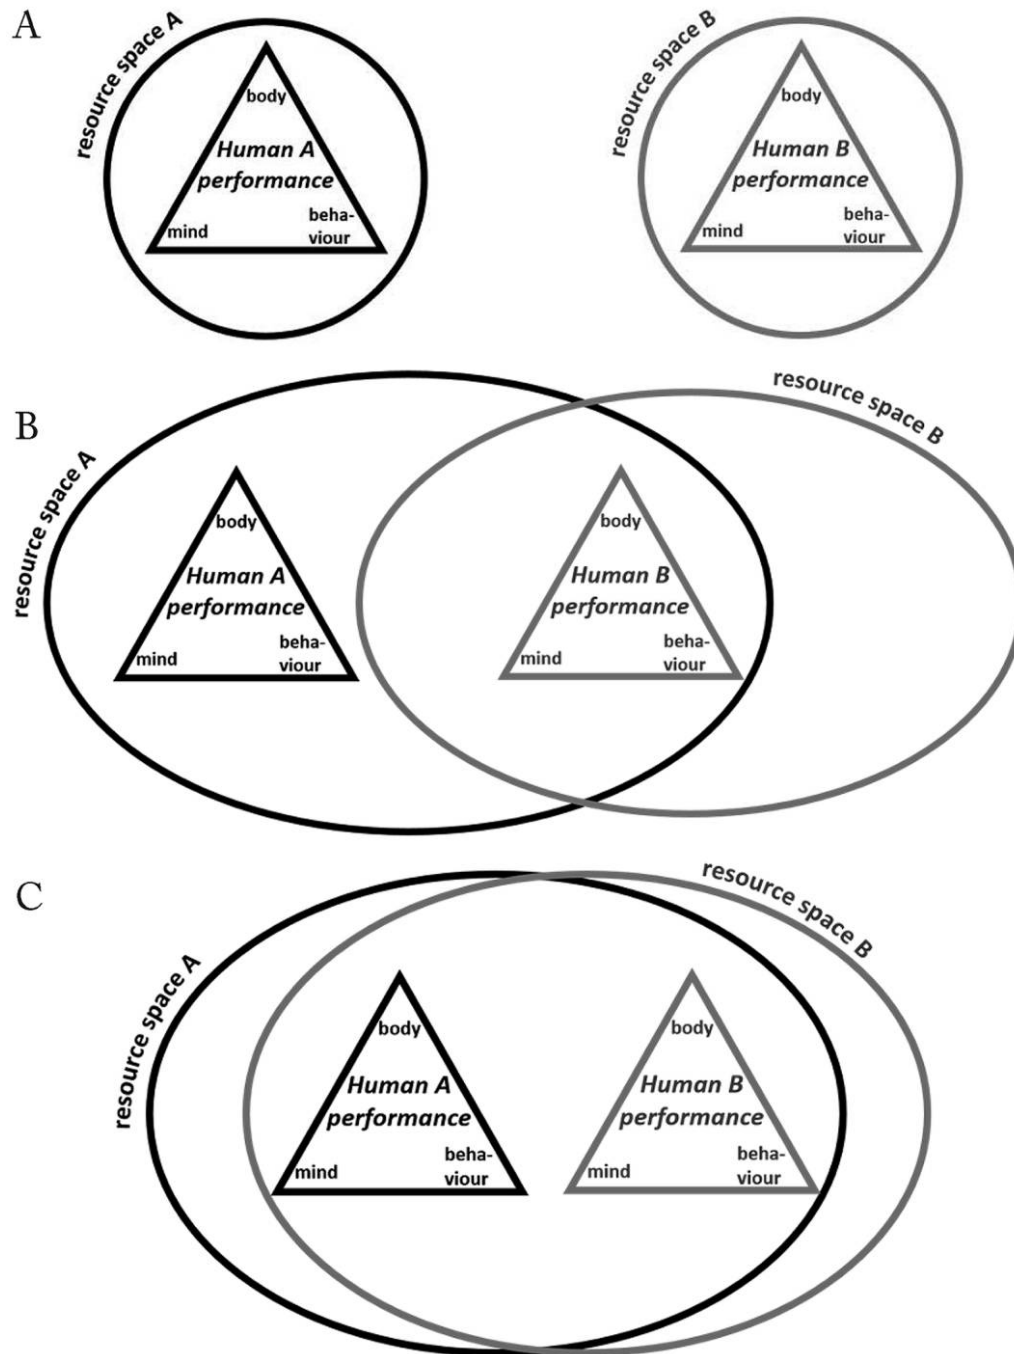 A
resource space A
body
Human A
performance
mind
beha-
viour
resource space B
body
Human B
performance
mind
beha-
viour
B
resource space A
body
Human A
performance
mind
beha-
viour
resource space B
body
Human B
performance
mind
beha-
viour
C
resource space A
body
Human A
performance
mind
beha-
viour
resource space B
body
Human B
performance
mind
beha-
viour